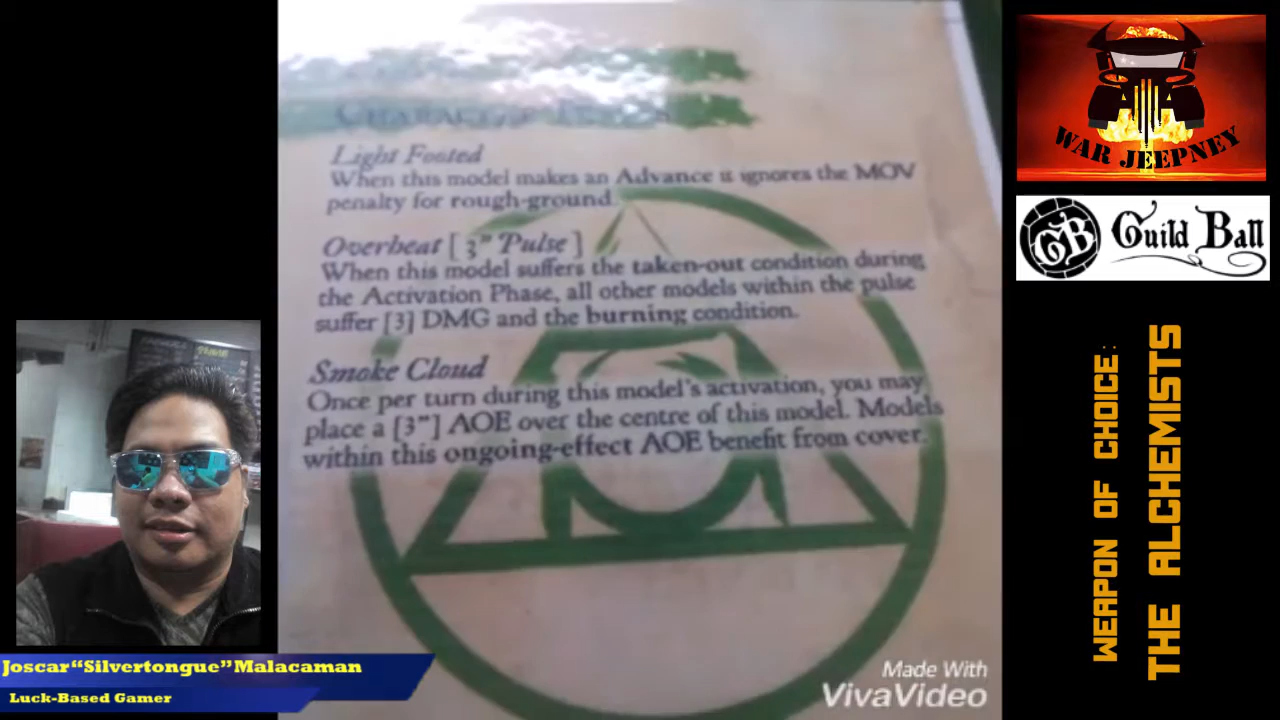 CHARACTER TRAITS
Light Footed
When this model makes an Advance it ignores the MOV
penalty for rough-ground.
Overheat [ 3" Pulse ]
When this model suffers the taken-out condition during
the Activation Phase, all other models within the pulse
suffer [3] DMG and the burning condition.
Smoke Cloud
Once per turn during this model's activation, you may
place a [3"] AOE over the centre of this model. Models
within this ongoing-effect AOE benefit from cover.
Made With
VivaVideo
WAR JEEPNEY
GB Guild Ball
WEAPON OF CHOICE:
THE ALCHEMISTS
Joscar“Silvertongue”Malacaman
Luck-Based Gamer